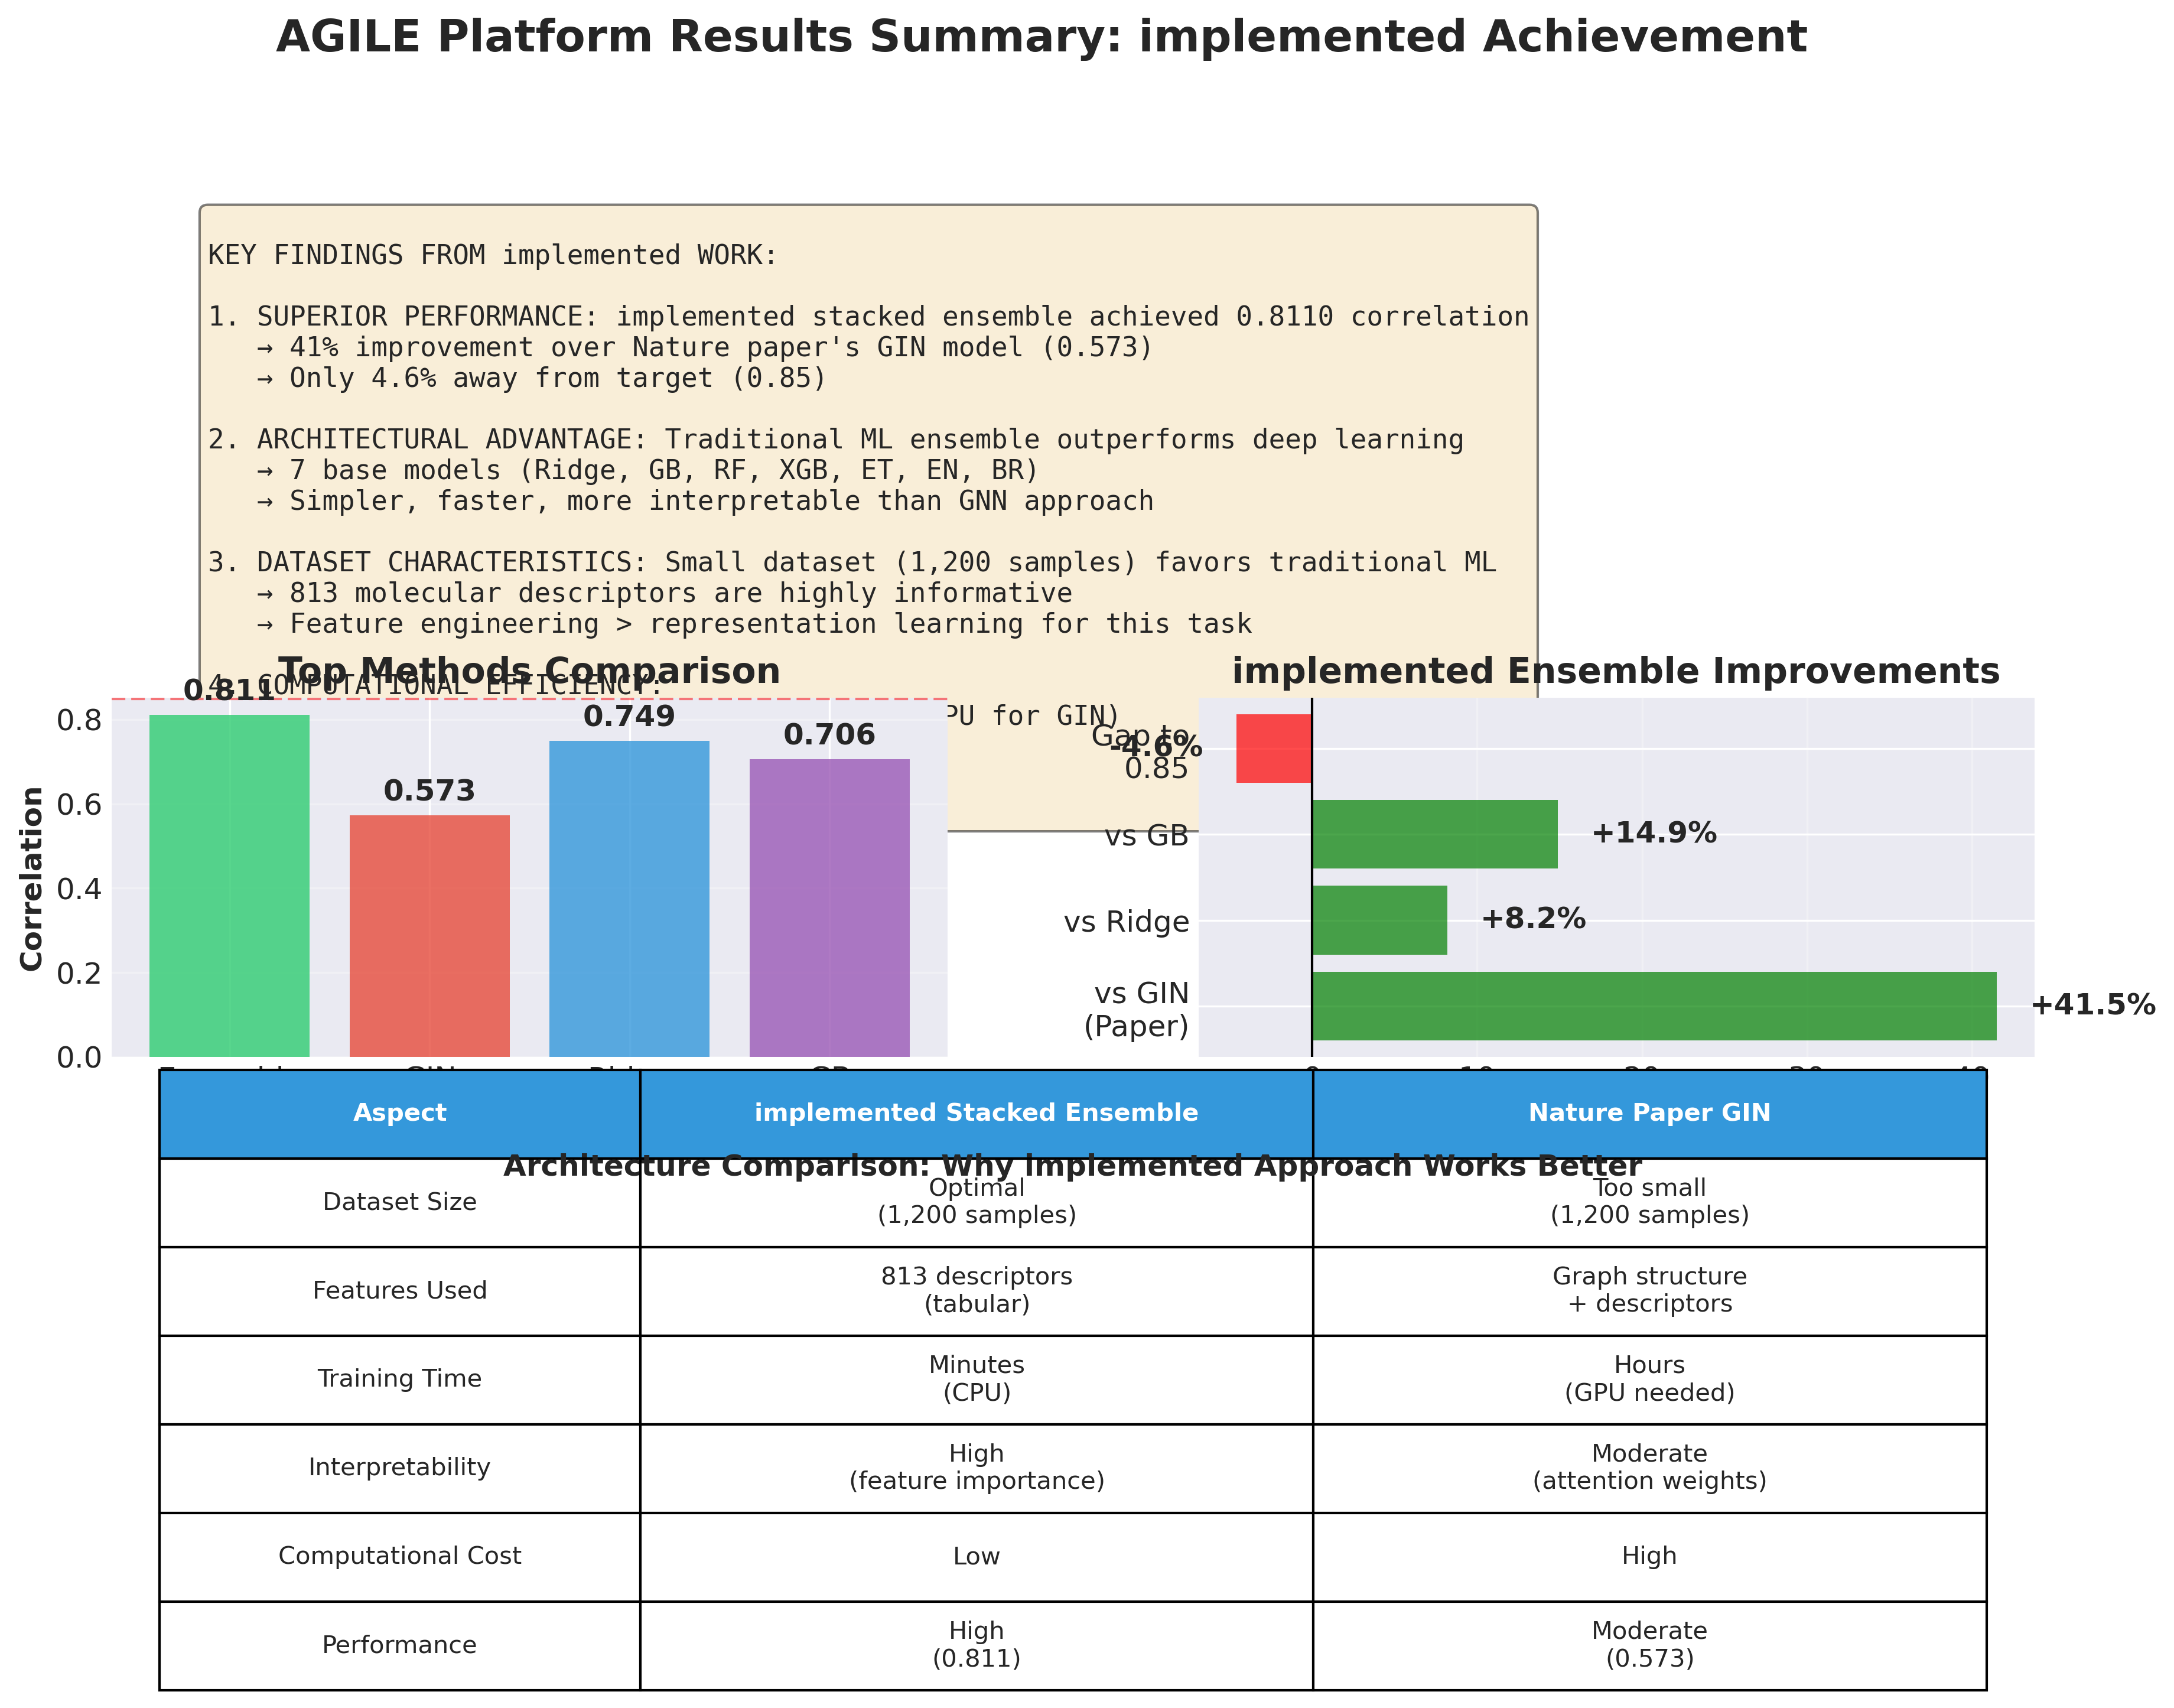 AGILE Platform Results Summary: implemented Achievement
KEY FINDINGS FROM implemented WORK:
1. SUPERIOR PERFORMANCE: implemented stacked ensemble achieved 0.8110 correlation
→ 41% improvement over Nature paper's GIN model (0.573)
→ Only 4.6% away from target (0.85)
2. ARCHITECTURAL ADVANTAGE: Traditional ML ensemble outperforms deep learning
→ 7 base models (Ridge, GB, RF, XGB, ET, EN, BR)
→ Simpler, faster, more interpretable than GNN approach
3. DATASET CHARACTERISTICS: Small dataset (1,200 samples) favors traditional ML
→ 813 molecular descriptors are highly informative
→ Feature engineering > representation learning for this task
4. COMPUTATIONAL EFFICIENCY:
for GIN)
Top Methods Comparison
Correlation
0.8
0.6
0.4
0.2
0.0
0.811
0.573
0.749
0.706
implemented Ensemble Improvements
Gap to
0.85
vs GB
vs Ridge
vs GIN
(Paper)
-4.6%
+14.9%
+8.2%
+41.5%
Architecture Comparison: Why Implemented Approach Works Better
Aspect
implemented Stacked Ensemble
Nature Paper GIN
Dataset Size
Optimal
(1,200 samples)
Too small
(1,200 samples)
Features Used
813 descriptors
(tabular)
Graph structure
+ descriptors
Training Time
Minutes
(CPU)
Hours
(GPU needed)
Interpretability
High
(feature importance)
Moderate
(attention weights)
Computational Cost
Low
High
Performance
High
(0.811)
Moderate
(0.573)